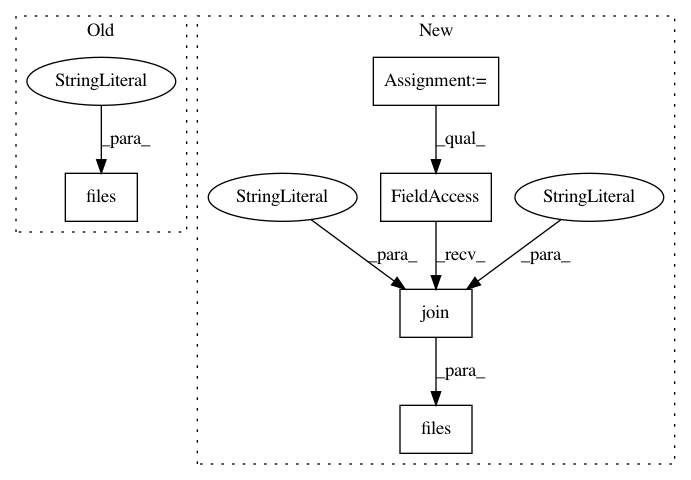 Old
New
StringLiteral
Assignment:=
_para_
_qual_
files
StringLiteral
FieldAccess
StringLiteral
_para_
_recv_
_para_
join
_para_
files